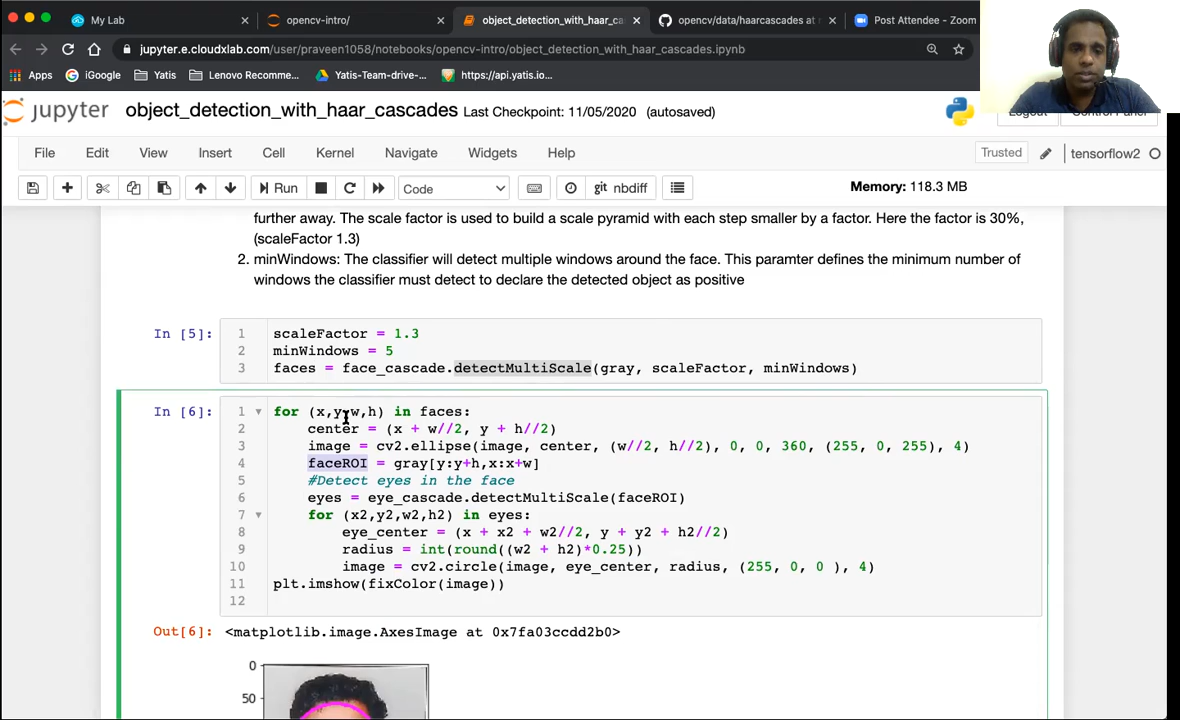 My Lab
opencv-intro/
object_detection_with_haar_ca
opencv/data/haarcascades at
Post Attendee - Zoom
jupyter.e.cloudxlab.com/user/praveen1058/notebooks/opencv-intro/object_detection_with_haar_cascades.ipynb
Apps
iGoogle
Yatis
Lenovo Recomme...
Yatis-Team-drive-...
https://api.yatis.io...
jupyter
object_detection_with_haar_cascades
Last Checkpoint: 11/05/2020 (autosaved)
Logout
Control Panel
File
Edit
View
Insert
Cell
Kernel
Navigate
Widgets
Help
Trusted
tensorflow2
Run
Code
git nbdiff
Memory: 118.3 MB
further away. The scale factor is used to build a scale pyramid with each step smaller by a factor. Here the factor is 30%,
(scaleFactor 1.3)
2. minWindows: The classifier will detect multiple windows around the face. This paramter defines the minimum number of
windows the classifier must detect to declare the detected object as positive
In [5]:
1 scaleFactor = 1.3
2 minWindows = 5
3 faces = face_cascade.detectMultiScale(gray, scaleFactor, minWindows)
In [6]:
1 for (x,y,w,h) in faces:
2 center = (x + w//2, y + h//2)
3 image = cv2.ellipse(image, center, (w//2, h//2), 0, 0, 360, (255, 0, 255), 4)
4 faceROI = gray[y:y+h,x:x+w]
5 #Detect eyes in the face
6 eyes = eye_cascade.detectMultiScale(faceROI)
7 for (x2,y2,w2,h2) in eyes:
8 eye_center = (x + x2 + w2//2, y + y2 + h2//2)
9 radius = int(round((w2 + h2)*0.25))
10 image = cv2.circle(image, eye_center, radius, (255, 0, 0 ), 4)
11 plt.imshow(fixColor(image))
12
Out[6]: <matplotlib.image.AxesImage at 0x7fa03ccdd2b0>
0
50